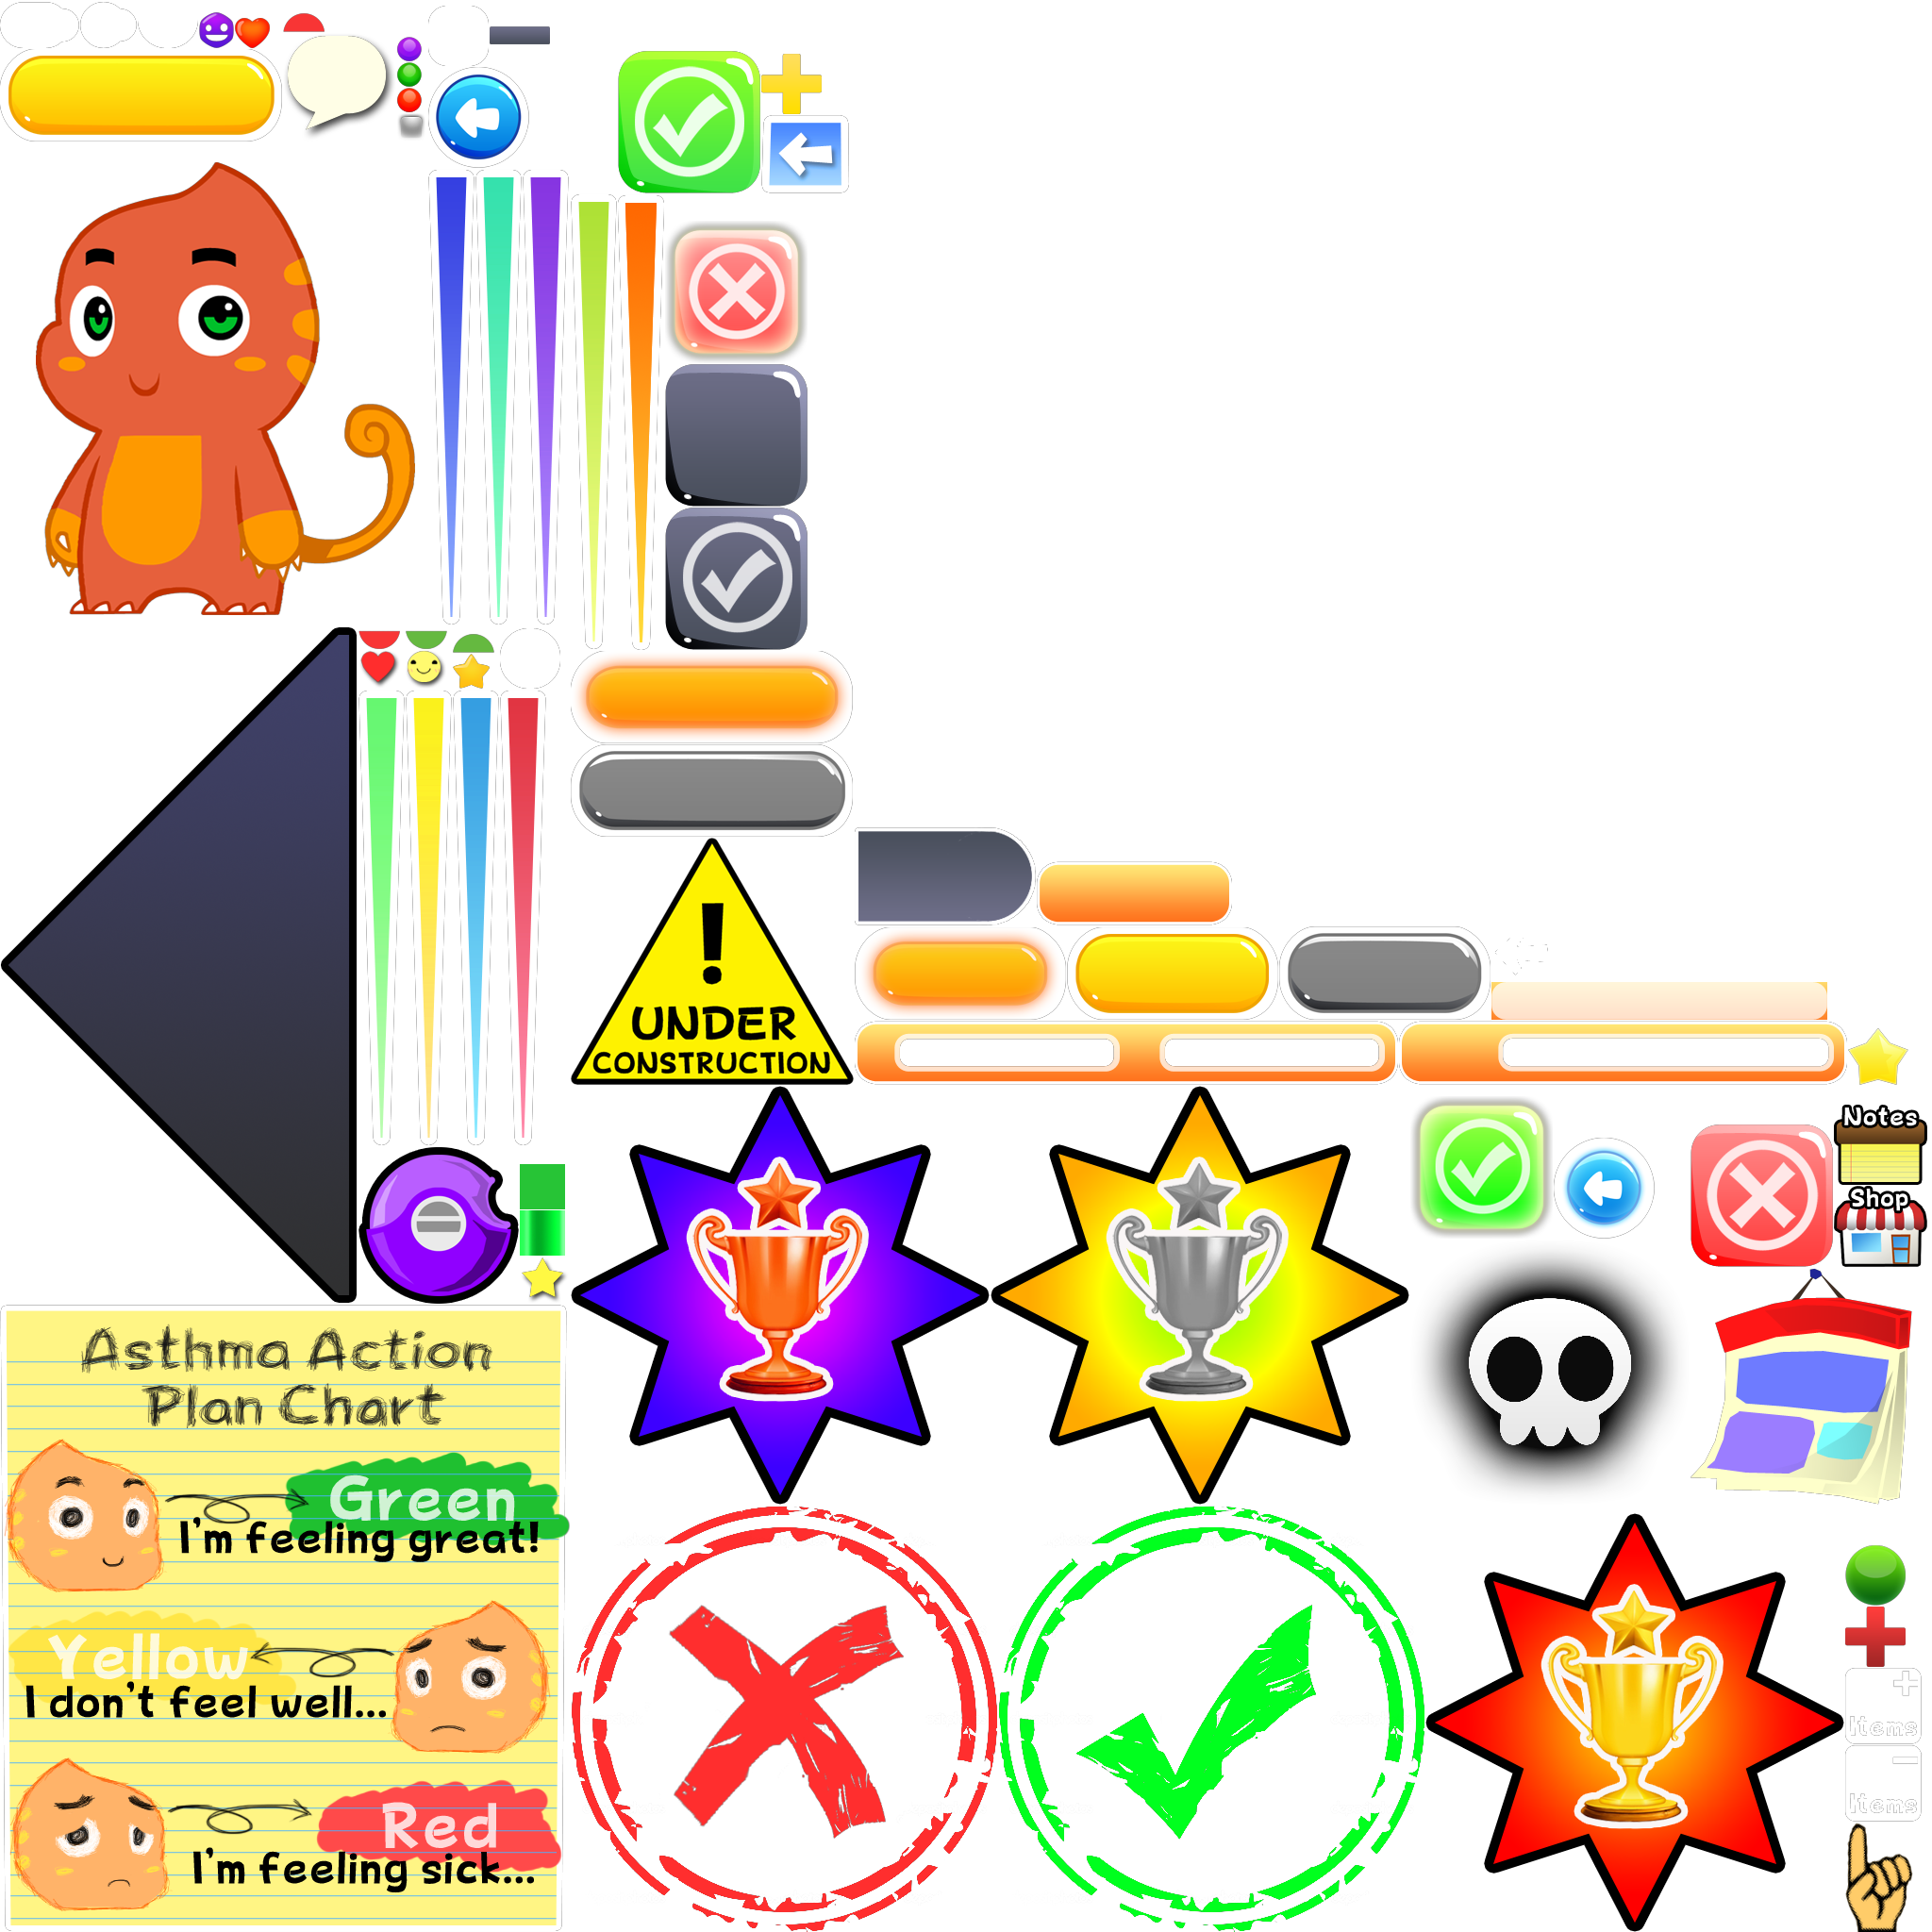 !
UNDER
CONSTRUCTION
Notes
Shop
Asthma Action
Plan Chart
Green
I'm feeling great!
Yellow
I don't feel well...
Red
I'm feeling sick...
+
Items
−
Items